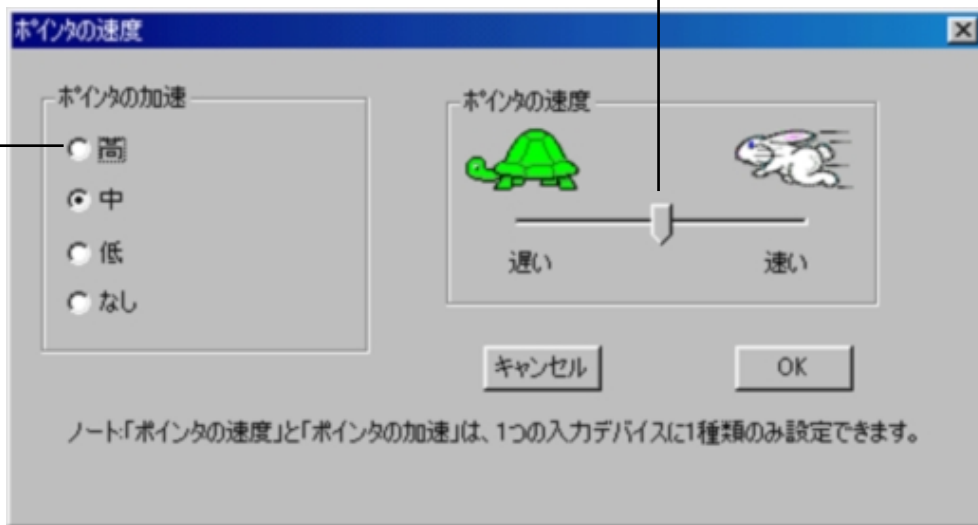 ポインタの速度
ポインタの加速
高
中
低
なし
ポインタの速度
遅い
速い
キャンセル
OK
ノート:「ポインタの速度」と「ポインタの加速」は、1つの入力デバイスに1種類のみ設定できます。